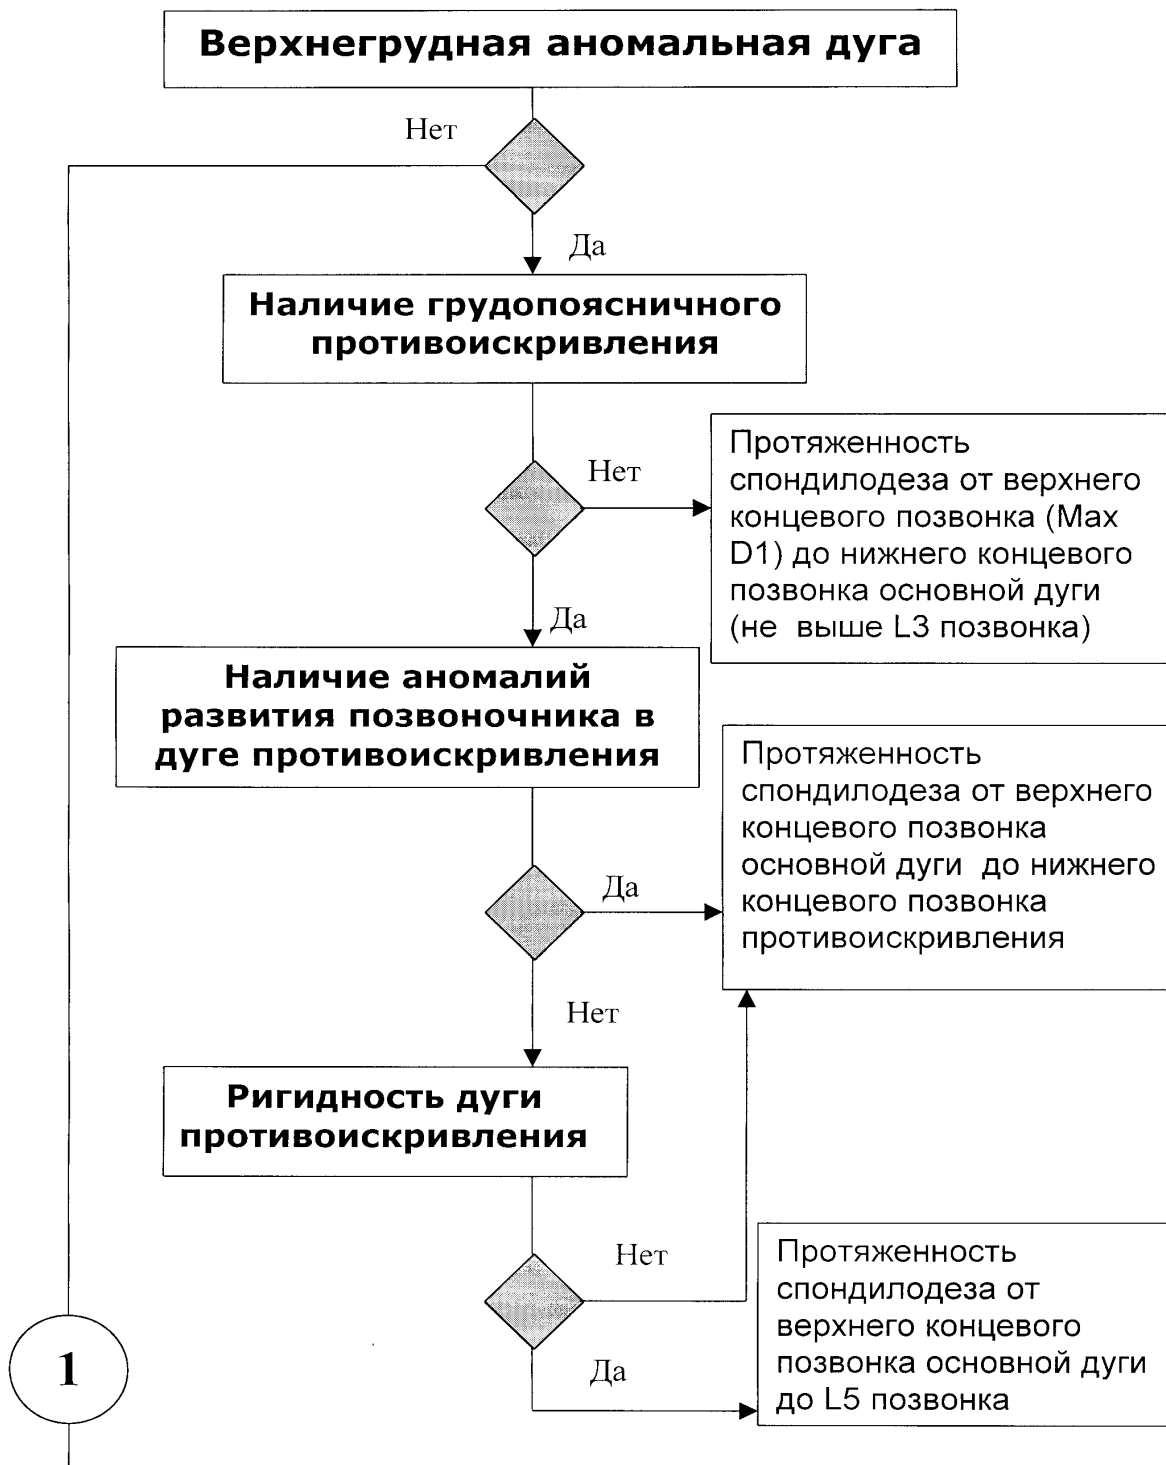 Верхнегрудная аномальная дуга
Нет
Да
Наличие грудопоясничного
противоискривления
Нет
Протяженность
спондилодеза от верхнего
концевого позвонка (Max
D1) до нижнего концевого
позвонка основной дуги
(не выше L3 позвонка)
Да
Наличие аномалий
развития позвоночника в
дуге противоискривления
Протяженность
спондилодеза от верхнего
концевого позвонка
основной дуги до нижнего
концевого позвонка
противоискривления
Да
Нет
Ригидность дуги
противоискривления
Нет
Протяженность
спондилодеза от
верхнего концевого
позвонка основной дуги
до L5 позвонка
Да
1